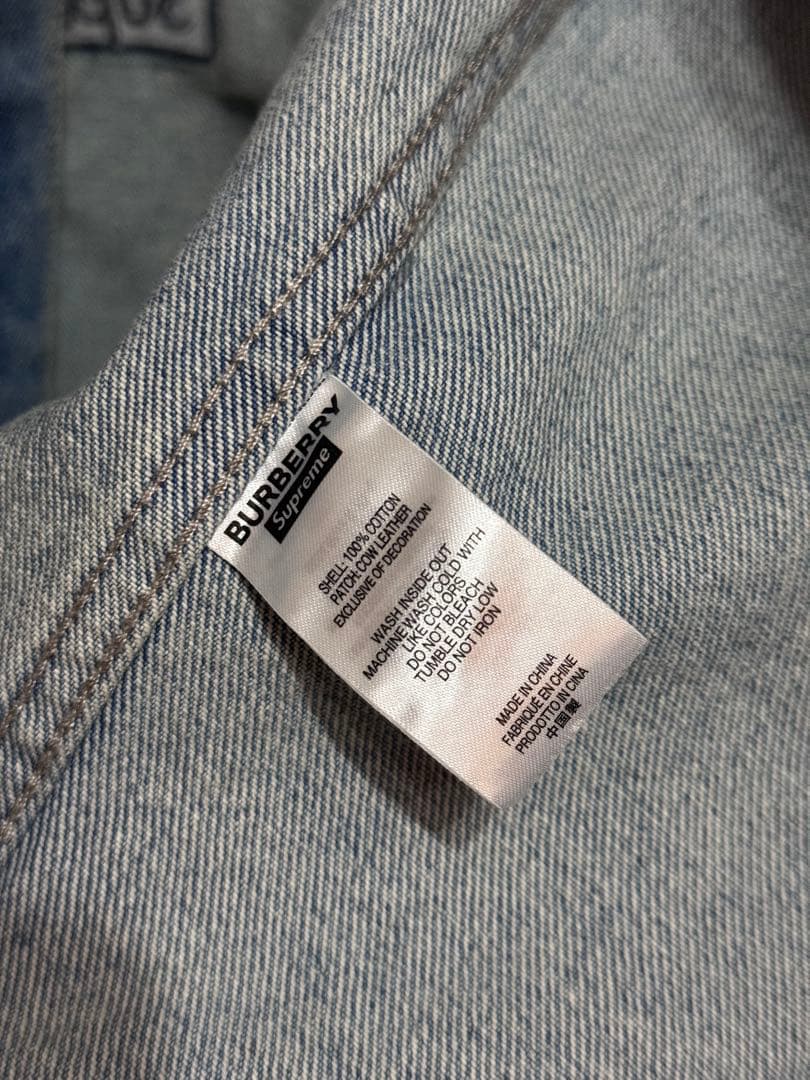 BURBERRY
Supreme
SHELL: 100% COTTON
PATCH: COW LEATHER
EXCLUSIVE OF DECORATION
WASH INSIDE OUT
MACHINE WASH COLD WITH
LIKE COLORS
DO NOT BLEACH
TUMBLE DRY LOW
DO NOT IRON
MADE IN CHINA
FABRIQUÉ EN CHINE
PRODOTTO IN CINA
中国製